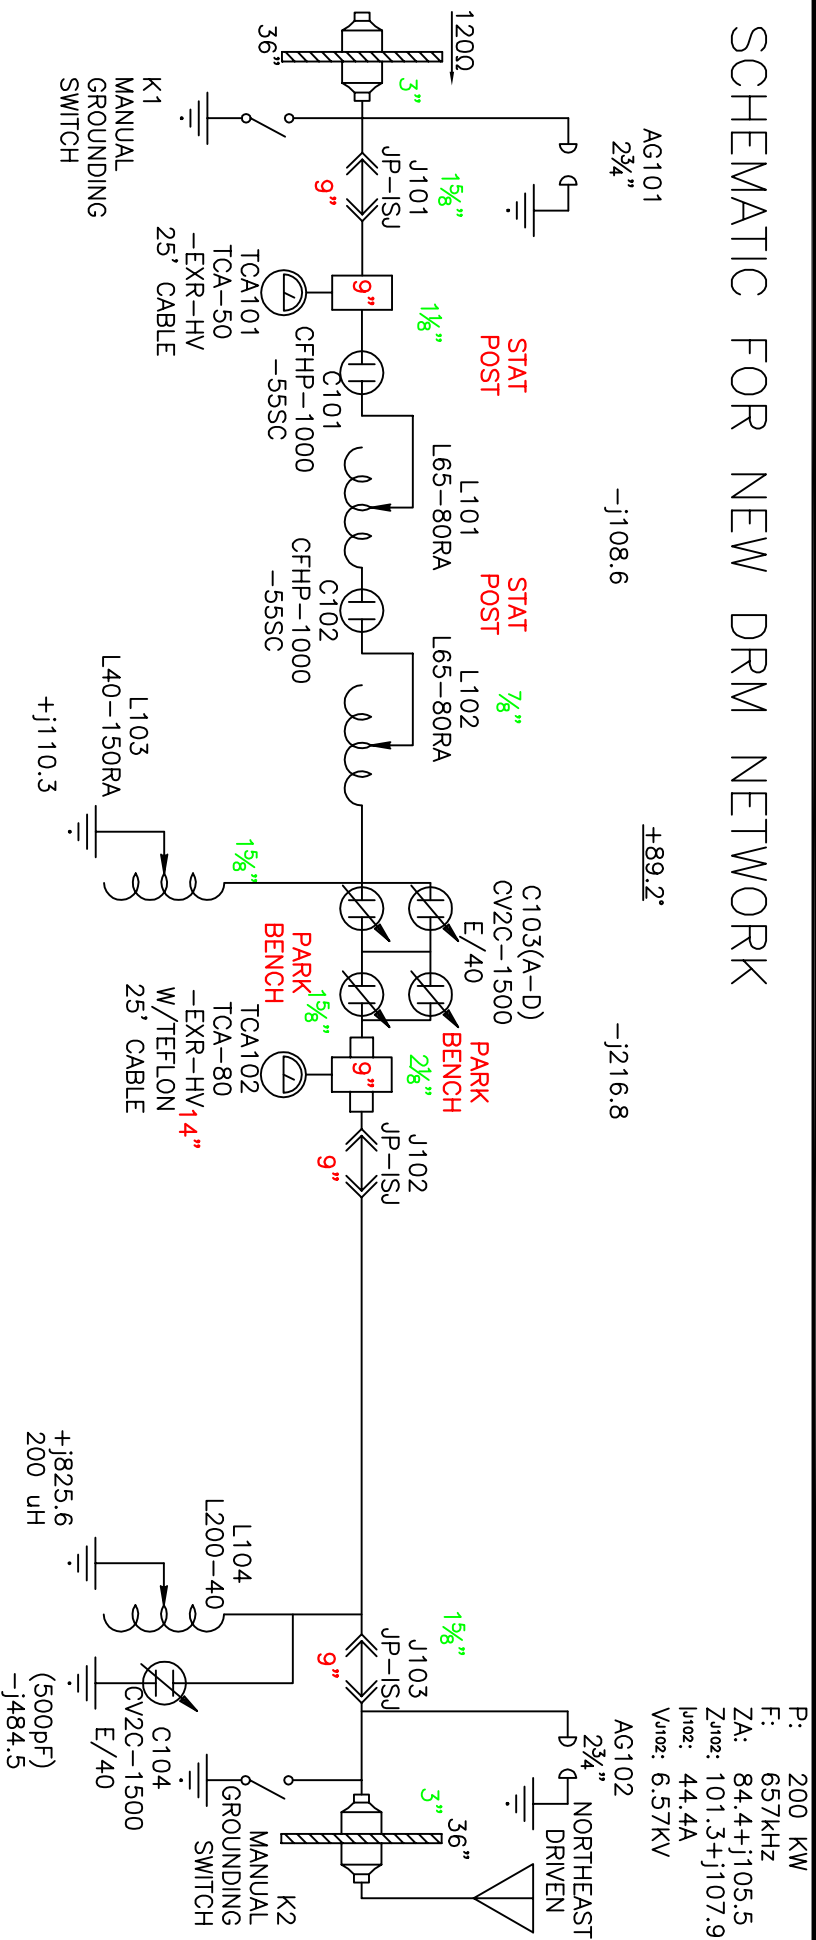 SCHEMATIC FOR NEW DRM NETWORK
P: 200 KW
F: 657kHz
ZA: 84.4+j105.5
ZJ102: 101.3+j107.9
IJ102: 44.4A
VJ102: 6.57KV
AG101
2¾"
-j108.6
+89.2°
-j216.8
AG102
2¾"
NORTHEAST
DRIVEN
120Ω
36"
3"
K1
MANUAL
GROUNDING
SWITCH
1⅝"
J101
JP-ISJ
9"
TCA101
TCA-50
-EXR-HV
25' CABLE
9"
1⅛"
STAT
POST
C101
CFHP-1000
-55SC
L101
L65-80RA
STAT
POST
C102
CFHP-1000
-55SC
⅞"
L102
L65-80RA
L103
L40-150RA
+j110.3
1⅝"
C103(A-D)
CV2C-1500
E/40
PARK
BENCH
PARK
BENCH
1⅝"
2⅛"
9"
TCA102
TCA-80
-EXR-HV
W/TEFLON
25' CABLE
14"
J102
JP-ISJ
9"
L104
L200-40
+j825.6
200 uH
1⅝"
J103
JP-ISJ
9"
C104
CV2C-1500
E/40
(500pF)
-j484.5
K2
MANUAL
GROUNDING
SWITCH
3"
36"